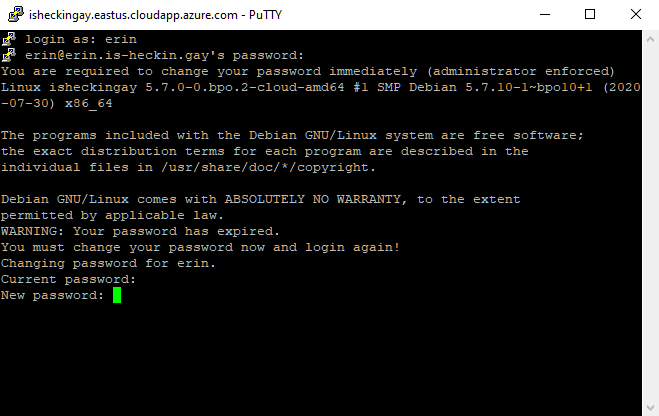 isheckingay.eastus.cloudapp.azure.com - PuTTY
login as: erin
erin@erin.is-heckin.gay's password:
You are required to change your password immediately (administrator enforced)
Linux isheckingay 5.7.0-0.bpo.2-cloud-amd64 #1 SMP Debian 5.7.10-1~bpo10+1 (2020
-07-30) x86_64
The programs included with the Debian GNU/Linux system are free software;
the exact distribution terms for each program are described in the
individual files in /usr/share/doc/*/copyright.
Debian GNU/Linux comes with ABSOLUTELY NO WARRANTY, to the extent
permitted by applicable law.
WARNING: Your password has expired.
You must change your password now and login again!
Changing password for erin.
Current password:
New password: